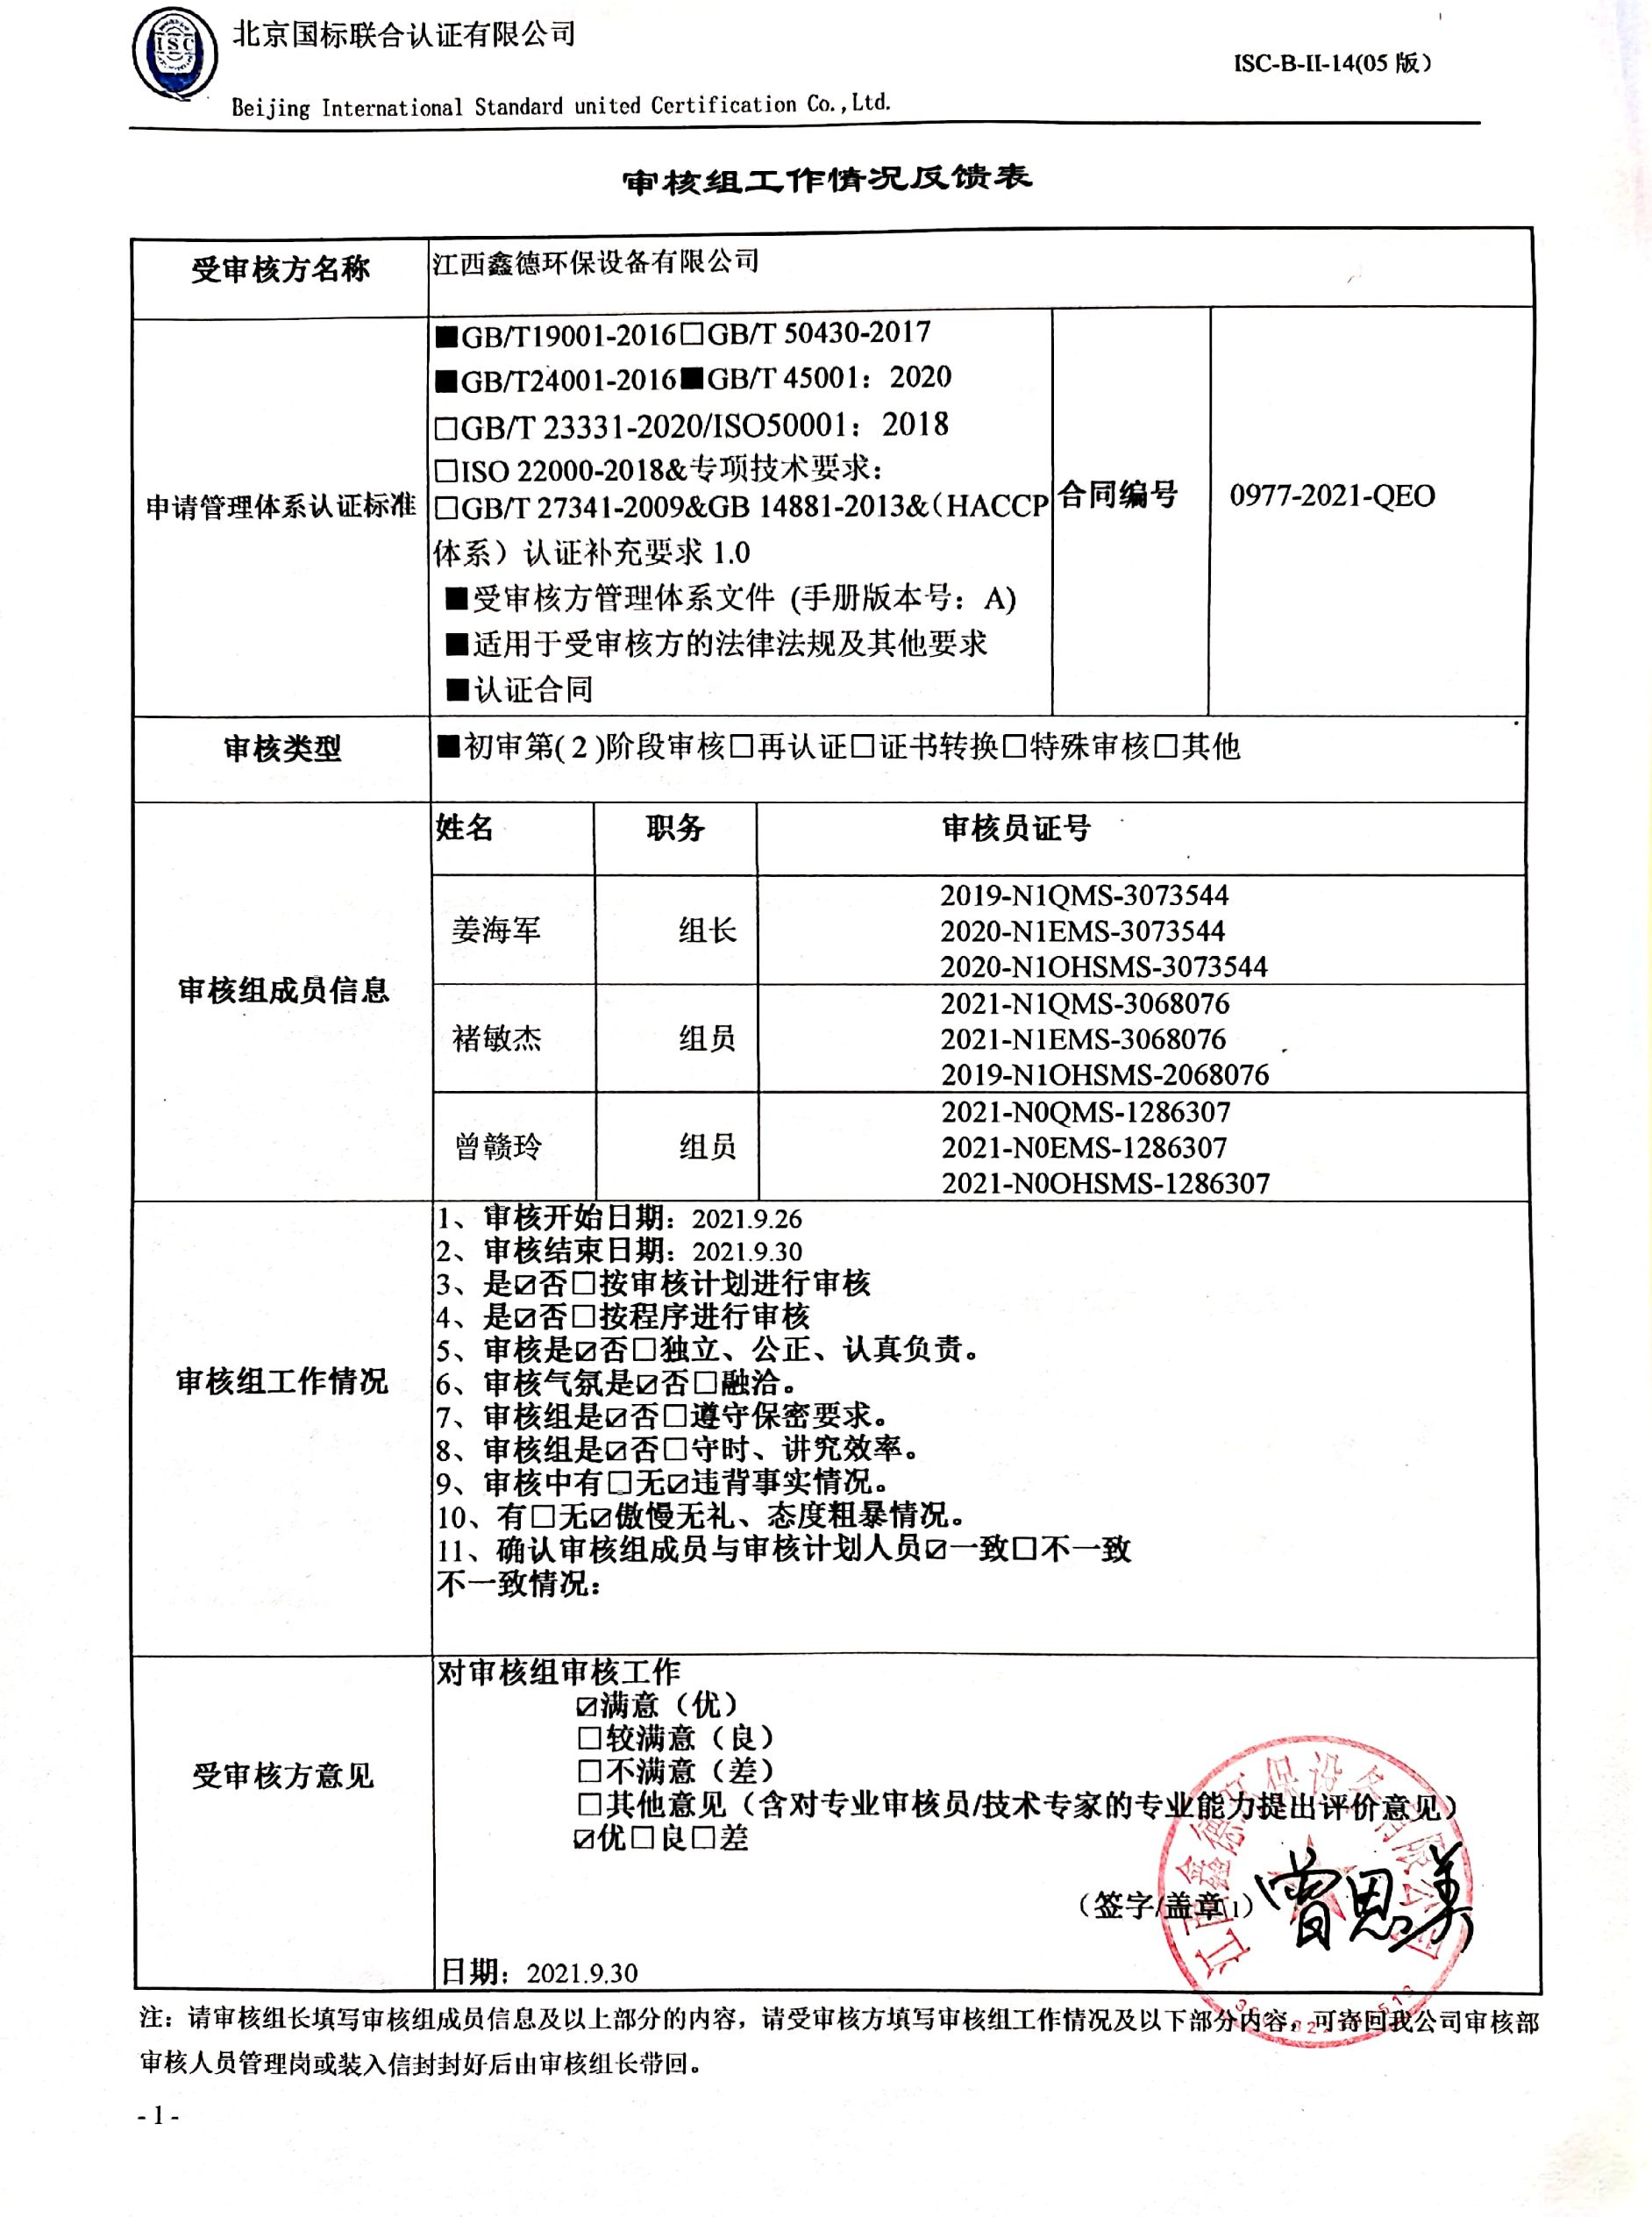 ISC
北京国标联合认证有限公司
ISC-B-II-14(05 版)
Beijing International Standard united Certification Co.,Ltd.
审核组工作情况反馈表
受审核方名称
江西鑫德环保设备有限公司
申请管理体系认证标准
■GB/T19001-2016□GB/T 50430-2017
■GB/T24001-2016■GB/T 45001：2020
□GB/T 23331-2020/ISO50001：2018
□ISO 22000-2018&专项技术要求：
□GB/T 27341-2009&GB 14881-2013&（HACCP
体系）认证补充要求 1.0
■受审核方管理体系文件 (手册版本号：A)
■适用于受审核方的法律法规及其他要求
■认证合同
合同编号
0977-2021-QEO
审核类型
■初审第( 2 )阶段审核□再认证□证书转换□特殊审核□其他
审核组成员信息
姓名 职务 审核员证号
姜海军 组长
2019-N1QMS-3073544
2020-N1EMS-3073544
2020-N1OHSMS-3073544
褚敏杰 组员
2021-N1QMS-3068076
2021-N1EMS-3068076
2019-N1OHSMS-2068076
曾赣玲 组员
2021-N0QMS-1286307
2021-N0EMS-1286307
2021-N0OHSMS-1286307
审核组工作情况
1、审核开始日期：2021.9.26
2、审核结束日期：2021.9.30
3、是☑否□按审核计划进行审核
4、是☑否□按程序进行审核
5、审核是☑否□独立、公正、认真负责。
6、审核气氛是☑否□融洽。
7、审核组是☑否□遵守保密要求。
8、审核组是☑否□守时、讲究效率。
9、审核中有□无☑违背事实情况。
10、有□无☑傲慢无礼、态度粗暴情况。
11、确认审核组成员与审核计划人员☑一致□不一致
不一致情况：
受审核方意见
对审核组审核工作
☑满意（优）
□较满意（良）
□不满意（差）
□其他意见（含对专业审核员/技术专家的专业能力提出评价意见）
☑优□良□差
（签字/盖章）
曾恩美
江西鑫德环保设备有限公司
日期：2021.9.30
注：请审核组长填写审核组成员信息及以上部分的内容，请受审核方填写审核组工作情况及以下部分内容，可寄回我公司审核部
审核人员管理岗或装入信封封好后由审核组长带回。
- 1 -